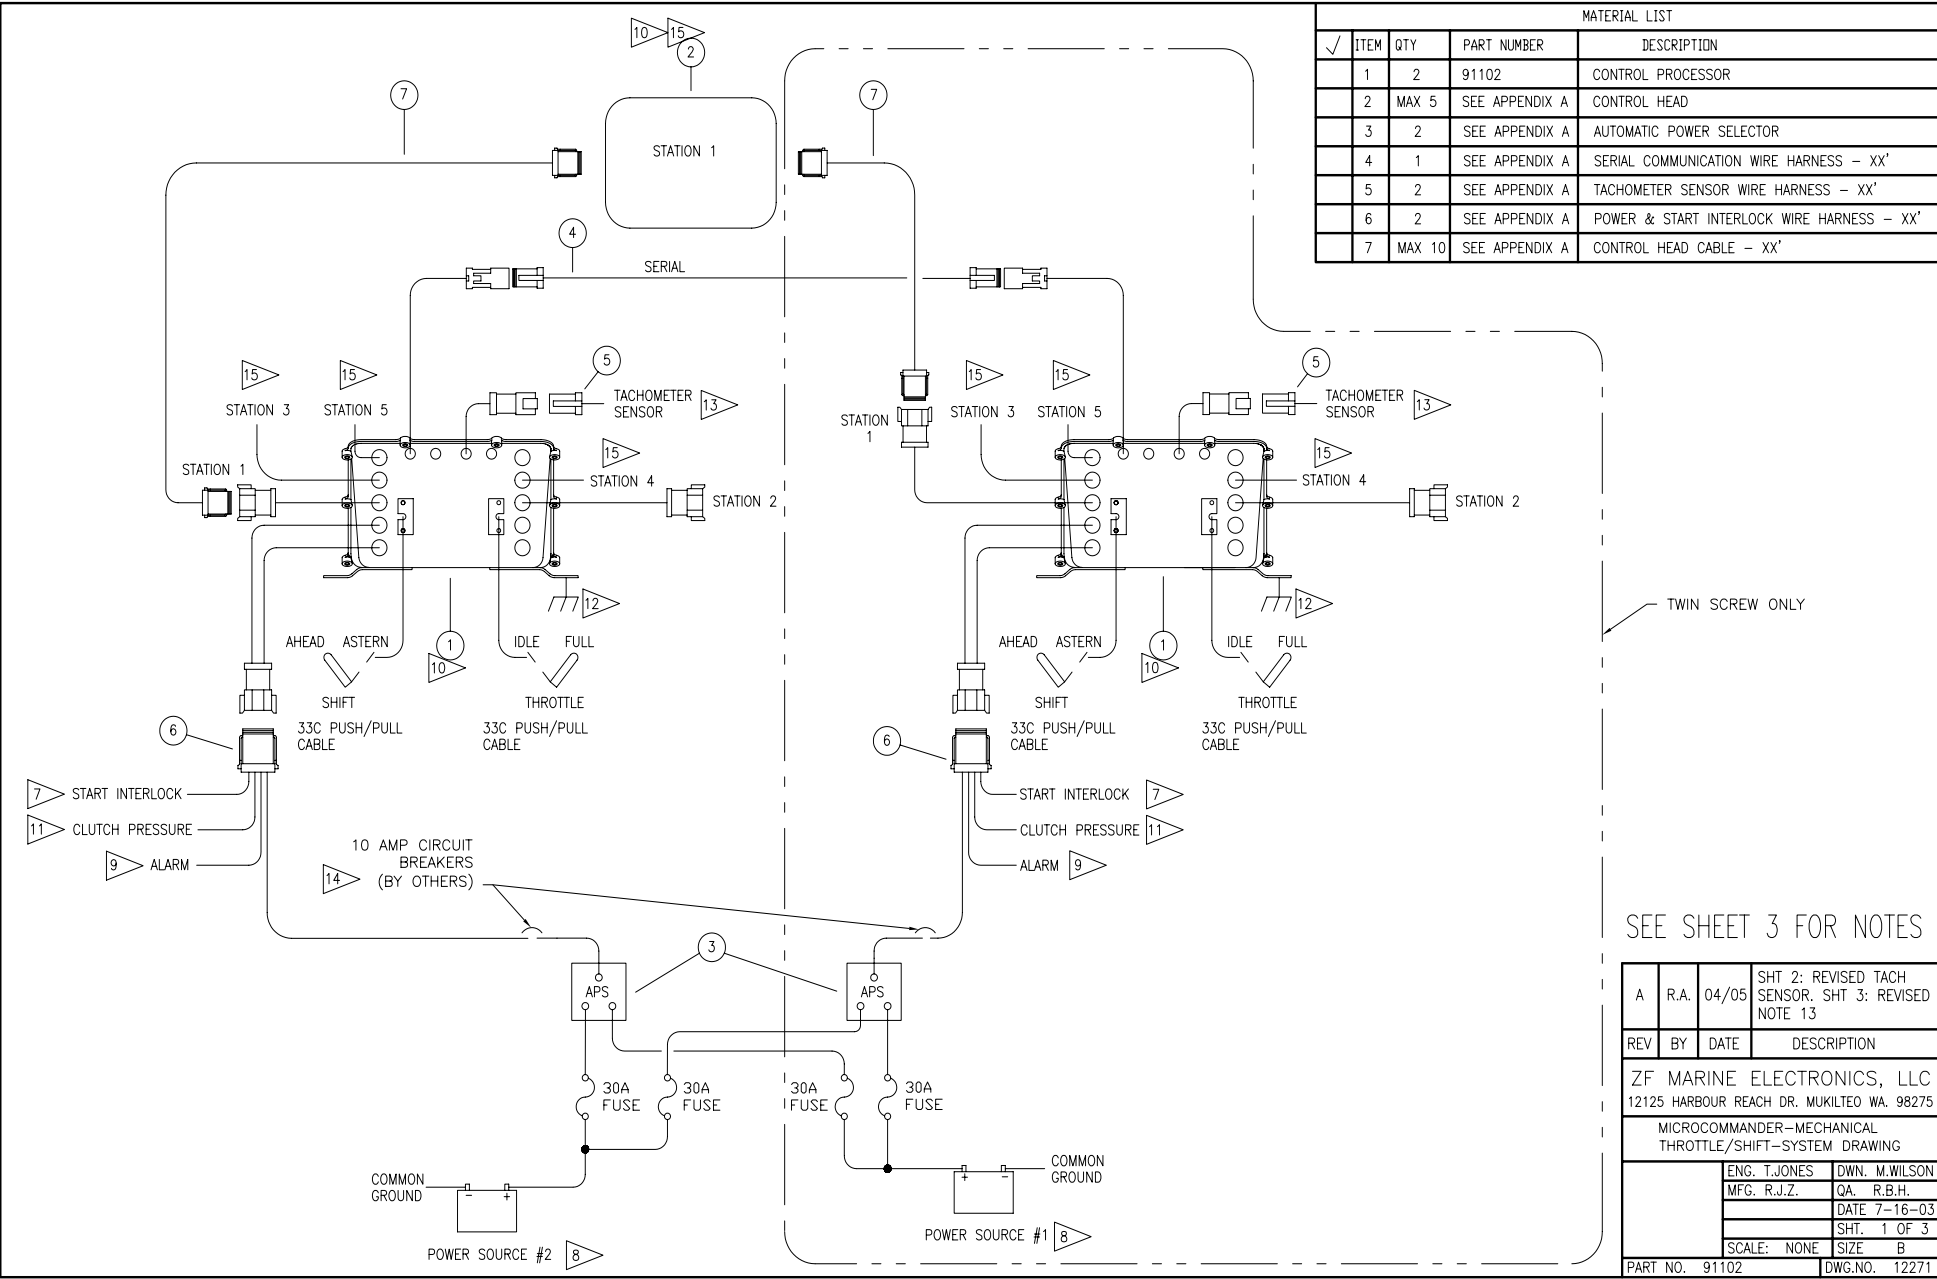 MATERIAL LIST
ITEM QTY PART NUMBER DESCRIPTION
1 2 91102 CONTROL PROCESSOR
2 MAX 5 SEE APPENDIX A CONTROL HEAD
3 2 SEE APPENDIX A AUTOMATIC POWER SELECTOR
4 1 SEE APPENDIX A SERIAL COMMUNICATION WIRE HARNESS – XX'
5 2 SEE APPENDIX A TACHOMETER SENSOR WIRE HARNESS – XX'
6 2 SEE APPENDIX A POWER & START INTERLOCK WIRE HARNESS – XX'
7 MAX 10 SEE APPENDIX A CONTROL HEAD CABLE – XX'
10 15
2
7
7
STATION 1
4
SERIAL
15
15
5
TACHOMETER
SENSOR
13
STATION 3
STATION 5
STATION 1
15
STATION 4
STATION 2
12
AHEAD ASTERN
1
10
IDLE FULL
SHIFT
THROTTLE
33C PUSH/PULL
CABLE
33C PUSH/PULL
CABLE
6
7 START INTERLOCK
11 CLUTCH PRESSURE
9 ALARM
15
15
5
TACHOMETER
SENSOR
13
STATION
1
STATION 3
STATION 5
15
STATION 4
STATION 2
12
AHEAD ASTERN
1
10
IDLE FULL
SHIFT
THROTTLE
33C PUSH/PULL
CABLE
33C PUSH/PULL
CABLE
6
START INTERLOCK 7
CLUTCH PRESSURE 11
ALARM 9
TWIN SCREW ONLY
10 AMP CIRCUIT
BREAKERS
(BY OTHERS)
14
3
APS
APS
30A
FUSE
30A
FUSE
30A
FUSE
30A
FUSE
COMMON
GROUND
– +
POWER SOURCE #2 8
+ –
COMMON
GROUND
POWER SOURCE #1 8
SEE SHEET 3 FOR NOTES
A R.A. 04/05 SHT 2: REVISED TACH
SENSOR. SHT 3: REVISED
NOTE 13
REV BY DATE DESCRIPTION
ZF MARINE ELECTRONICS, LLC
12125 HARBOUR REACH DR. MUKILTEO WA. 98275
MICROCOMMANDER–MECHANICAL
THROTTLE/SHIFT–SYSTEM DRAWING
ENG. T.JONES DWN. M.WILSON
MFG. R.J.Z. QA. R.B.H.
DATE 7–16–03
SHT. 1 OF 3
SCALE: NONE SIZE B
PART NO. 91102 DWG.NO. 12271